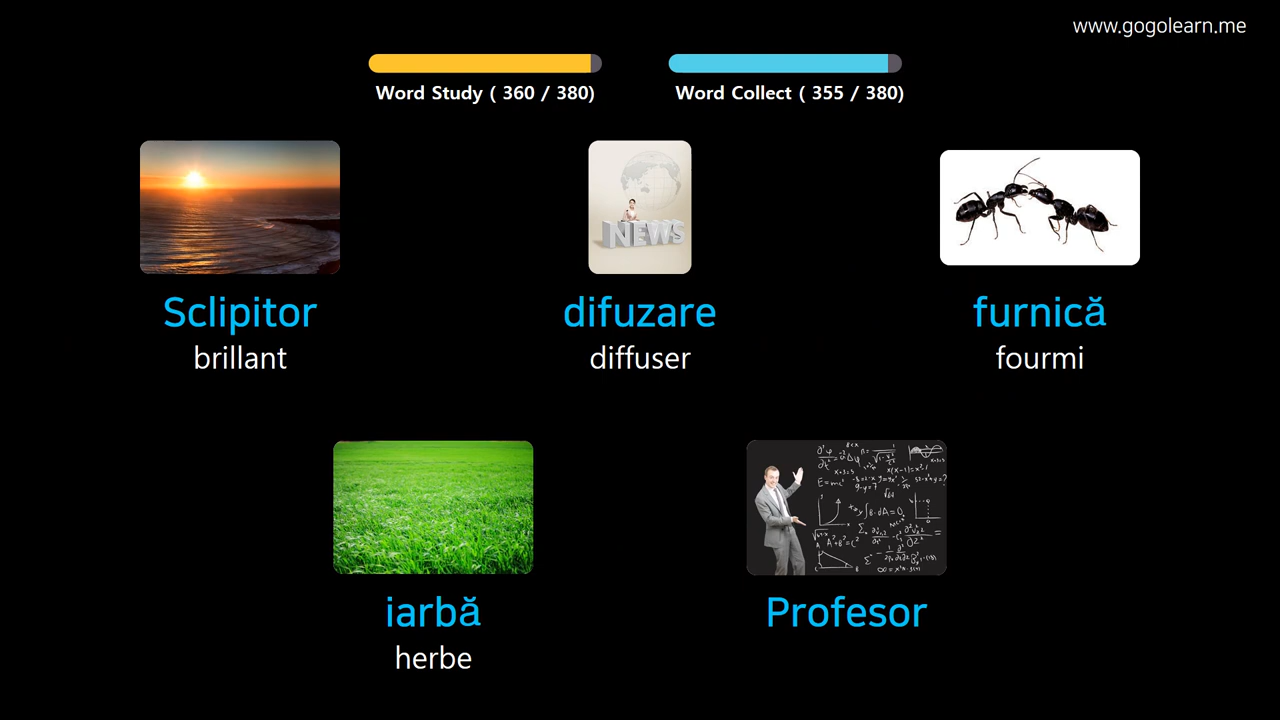 www.gogolearn.me
Word Study ( 360 / 380)
Word Collect ( 355 / 380)
NEWS
Sclipitor
difuzare
furnică
brillant
diffuser
fourmi
iarbă
Profesor
herbe